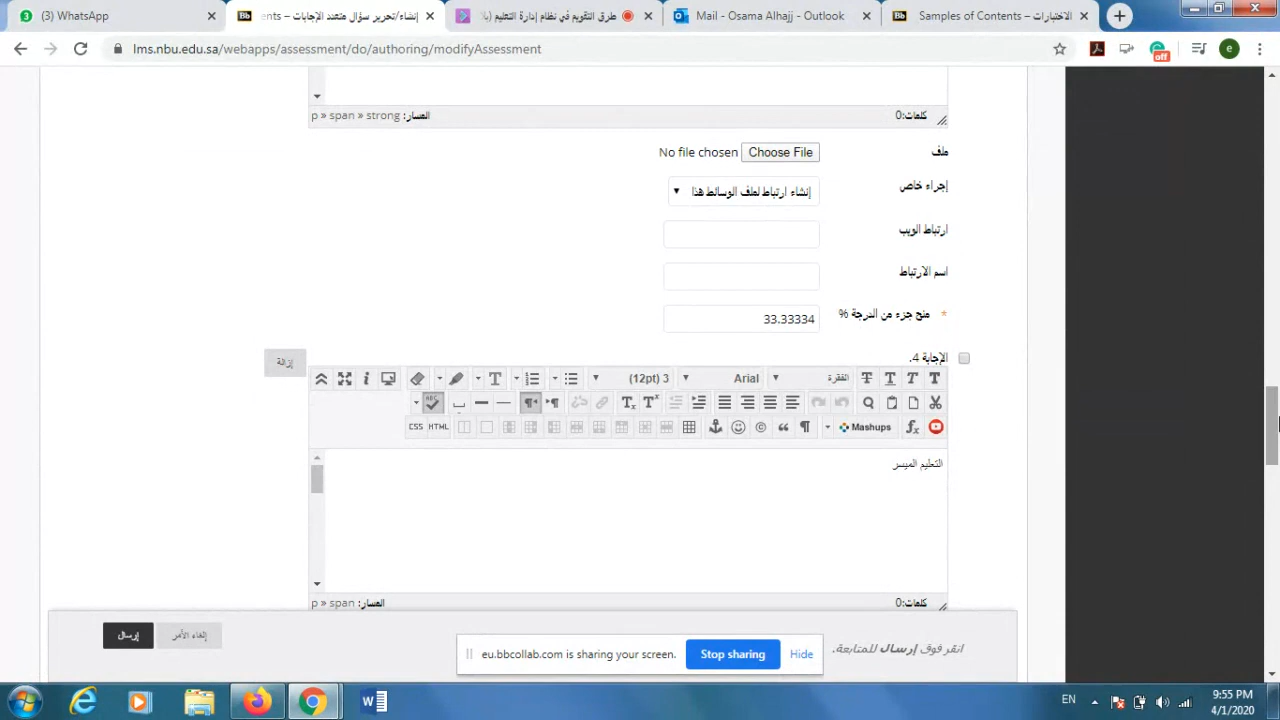 (3) WhatsApp
إنشاء/تحرير سؤال متعدد الإجابات – ents
طرق التقويم في نظام إدارة التعليم
Mail - Osama Alhajj - Outlook
الاختبارات – Samples of Contents
lms.nbu.edu.sa/webapps/assessment/do/authoring/modifyAssessment
off
e
p » span » strong المسار:
كلمات:0
ملف
Choose File No file chosen
إجراء خاص
إنشاء ارتباط لملف الوسائط هذا
ارتباط الويب
اسم الارتباط
* منح جزء من الدرجة %
33.33334
الإجابة 4.
إزالة
T T T T الفقرة Arial 3 (12pt)
Mashups
HTML CSS
التعليم الميسر
p » span المسار:
كلمات:0
انقر فوق إرسال للمتابعة.
إلغاء الأمر
إرسال
eu.bbcollab.com is sharing your screen.
Stop sharing
Hide
EN
9:55 PM
4/1/2020